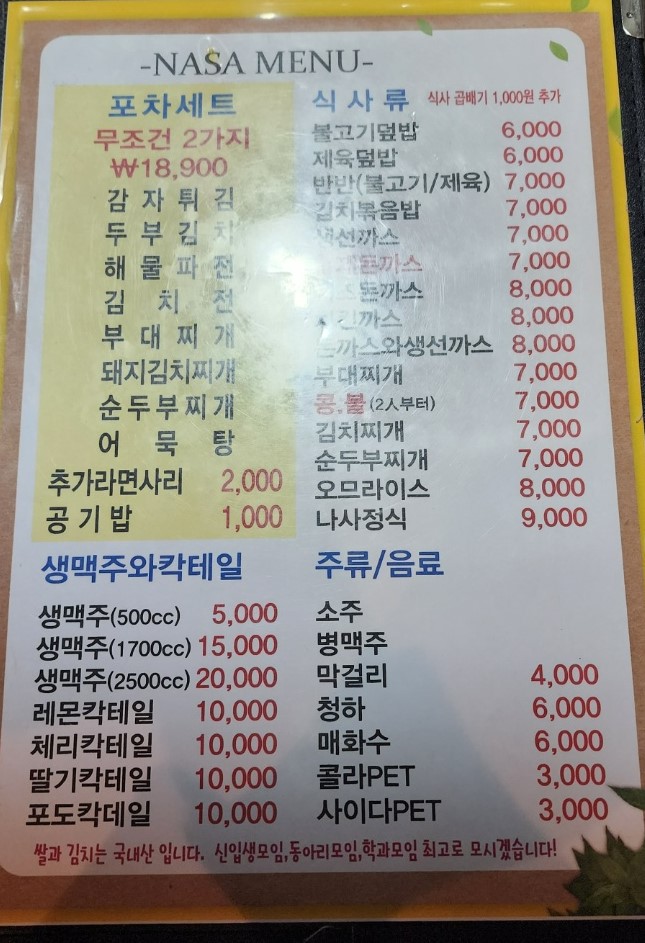 -NASA MENU-
포차세트
무조건 2가지
₩18,900
감자튀김
두부김치
해물파전
김치전
부대찌개
돼지김치찌개
순두부찌개
어묵탕
추가라면사리 2,000
공기밥 1,000
식사류 식사 곱배기 1,000원 추가
불고기덮밥 6,000
제육덮밥 6,000
반반(불고기/제육) 7,000
김치볶음밥 7,000
생선까스 7,000
7,000
8,000
8,000
돈까스와생선까스 8,000
부대찌개 7,000
콩.불(2人부터) 7,000
김치찌개 7,000
순두부찌개 7,000
오므라이스 8,000
나사정식 9,000
생맥주와칵테일
생맥주(500cc) 5,000
생맥주(1700cc) 15,000
생맥주(2500cc) 20,000
레몬칵테일 10,000
체리칵테일 10,000
딸기칵테일 10,000
포도칵데일 10,000
주류/음료
소주
병맥주
막걸리 4,000
청하 6,000
매화수 6,000
콜라PET 3,000
사이다PET 3,000
쌀과 김치는 국내산 입니다. 신입생모임,동아리모임,학과모임 최고로 모시겠습니다!